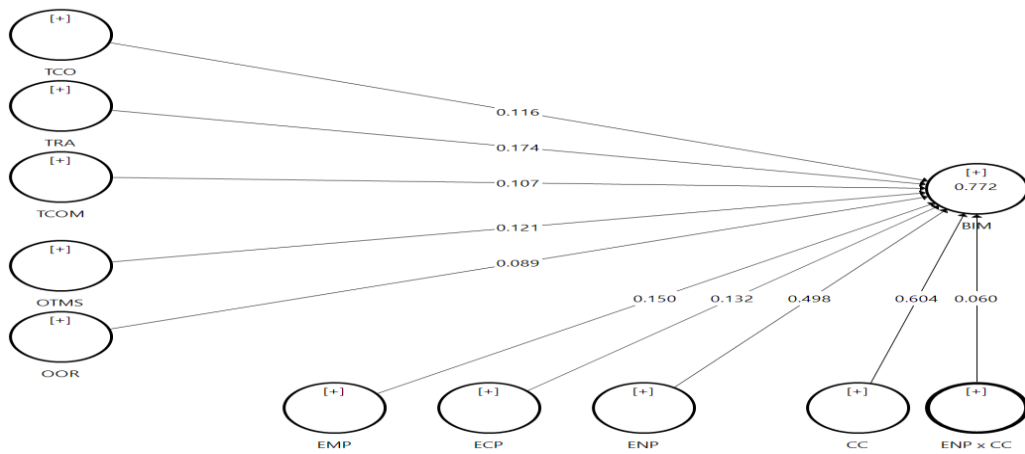 [+]
TCO
[+]
TRA
[+]
TCOM
[+]
OTMS
[+]
OOR
0.116
0.174
0.107
0.121
0.089
[+]
0.772
BIM
0.150
0.132
0.498
0.604
0.060
[+]
EMP
[+]
ECP
[+]
ENP
[+]
CC
[+]
ENP x CC